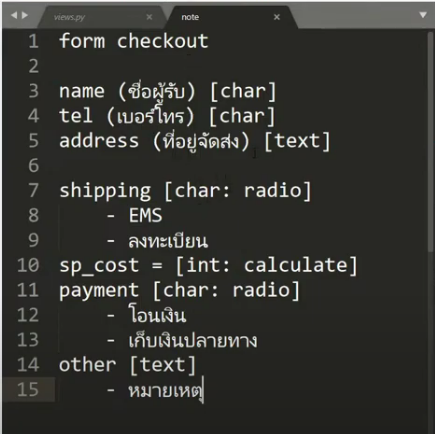 views.py
note
1 form checkout
2
3 name (ชื่อผู้รับ) [char]
4 tel (เบอร์โทร) [char]
5 address (ที่อยู่จัดส่ง) [text]
6
7 shipping [char: radio]
8 - EMS
9 - ลงทะเบียน
10 sp_cost = [int: calculate]
11 payment [char: radio]
12 - โอนเงิน
13 - เก็บเงินปลายทาง
14 other [text]
15 - หมายเหตุ